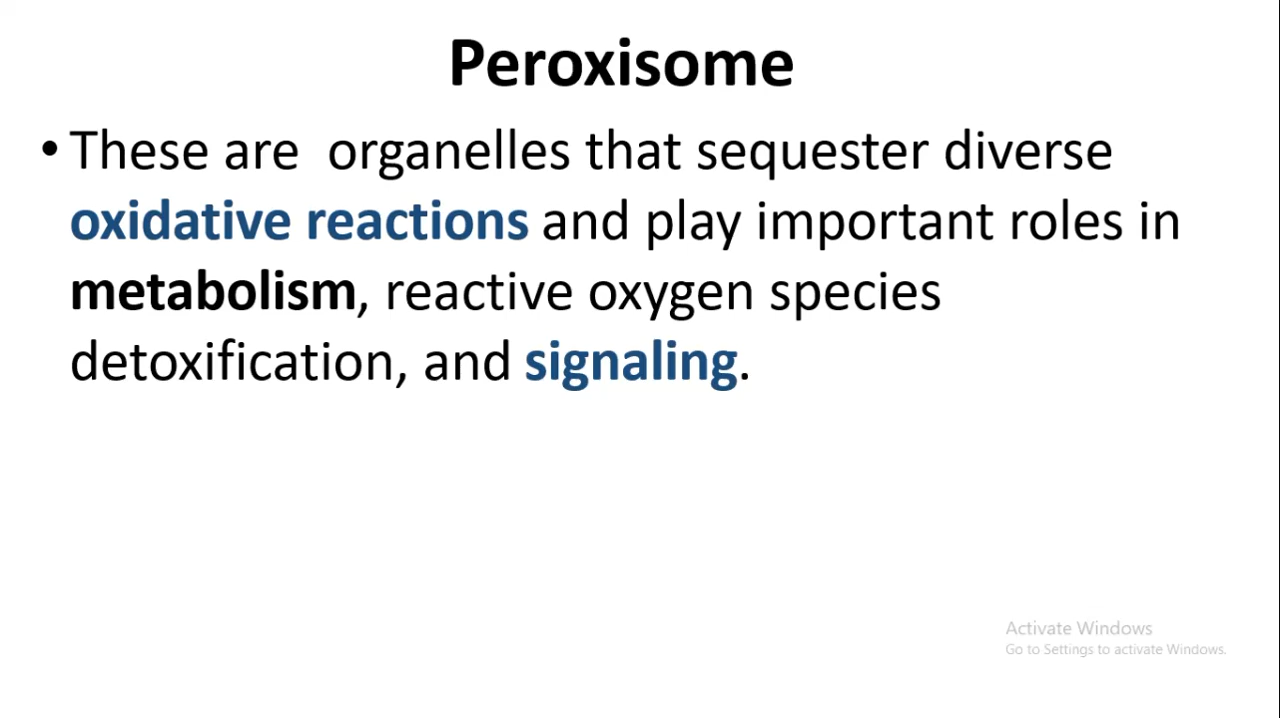 Peroxisome
• These are  organelles that sequester diverse
oxidative reactions and play important roles in
metabolism, reactive oxygen species
detoxification, and signaling.
Activate Windows
Go to Settings to activate Windows.